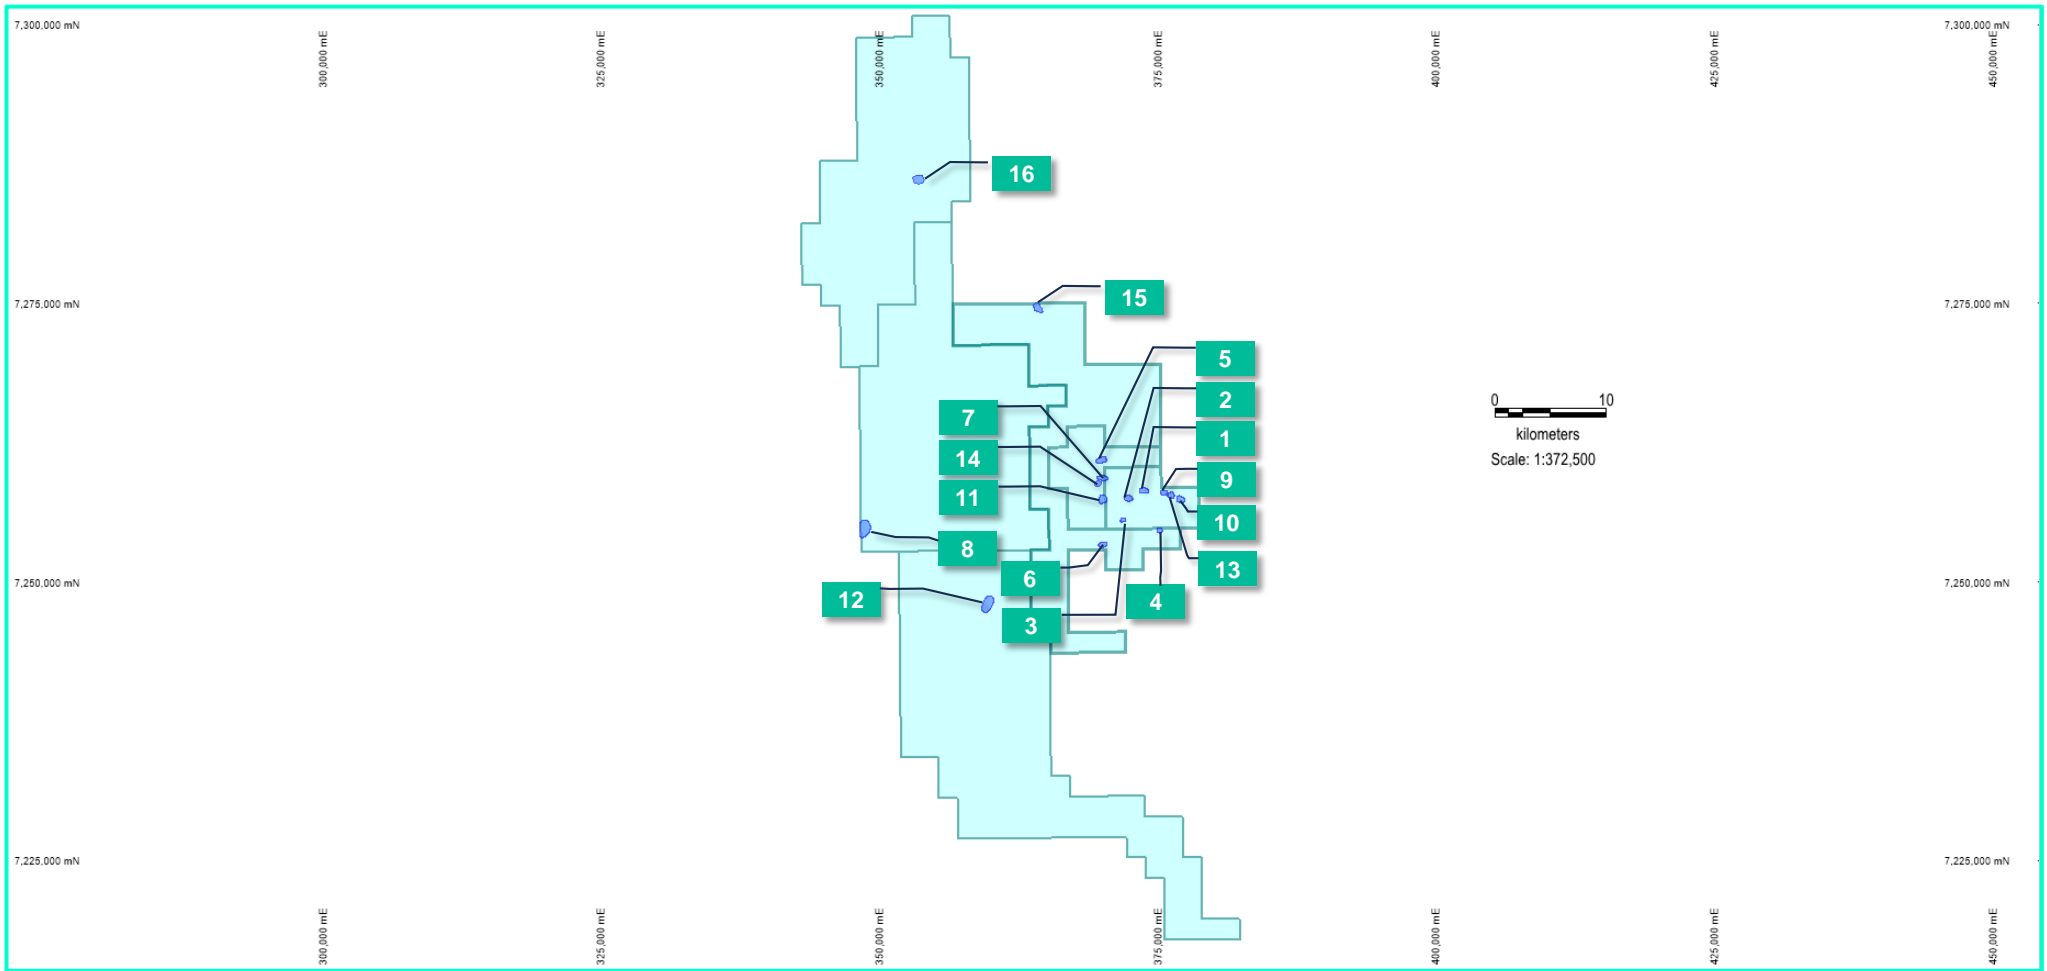 7,300,000 mN
7,300,000 mN
300,000 mE
325,000 mE
350,000 mE
375,000 mE
400,000 mE
425,000 mE
450,000 mE
16
7,275,000 mN
15
7,275,000 mN
5
2
7
1
14
9
11
10
8
13
6
12
4
3
0 10
kilometers
Scale: 1:372,500
7,250,000 mN
7,250,000 mN
7,225,000 mN
7,225,000 mN
300,000 mE
325,000 mE
350,000 mE
375,000 mE
400,000 mE
425,000 mE
450,000 mE